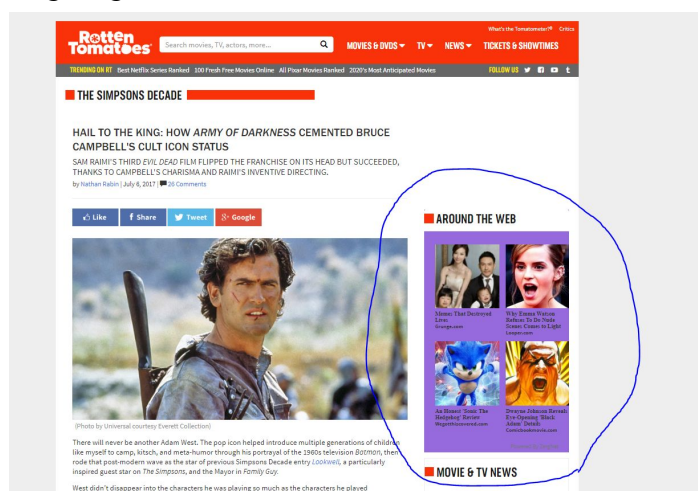 What's the Tomatometer?® Critics
Rotten
Tomatoes
Search movies, TV, actors, more...
MOVIES & DVDS TV NEWS TICKETS & SHOWTIMES
TRENDING ON RT Best Netflix Series Ranked 100 Fresh Free Movies Online All Pixar Movies Ranked 2020's Most Anticipated Movies FOLLOW US
THE SIMPSONS DECADE
HAIL TO THE KING: HOW ARMY OF DARKNESS CEMENTED BRUCE
CAMPBELL'S CULT ICON STATUS
SAM RAIMI'S THIRD EVIL DEAD FILM FLIPPED THE FRANCHISE ON ITS HEAD BUT SUCCEEDED,
THANKS TO CAMPBELL'S CHARISMA AND RAIMI'S INVENTIVE DIRECTING.
by Nathan Rabin | July 6, 2017 | 26 Comments
Like Share Tweet Google
(Photo by Universal courtesy Everett Collection)
There will never be another Adam West. The pop icon helped introduce multiple generations of children
like myself to camp, kitsch, and meta-humor through his portrayal of the 1960s television Batman, then
rode that post-modern wave as the star of previous Simpsons Decade entry Lookwell, a particularly
inspired guest star on The Simpsons, and the Mayor in Family Guy.
West didn't disappear into the characters he was playing so much as the characters he played
AROUND THE WEB
Memes That Destroyed
Lives
Grunge.com
Why Emma Watson
Refuses To Do Nude
Scenes Comes to Light
Looper.com
An Honest 'Sonic The
Hedgehog' Review
Wegotthiscovered.com
Dwayne Johnson Reveals
Eye-Opening 'Black
Adam' Details
Comicbookmovie.com
MOVIE & TV NEWS